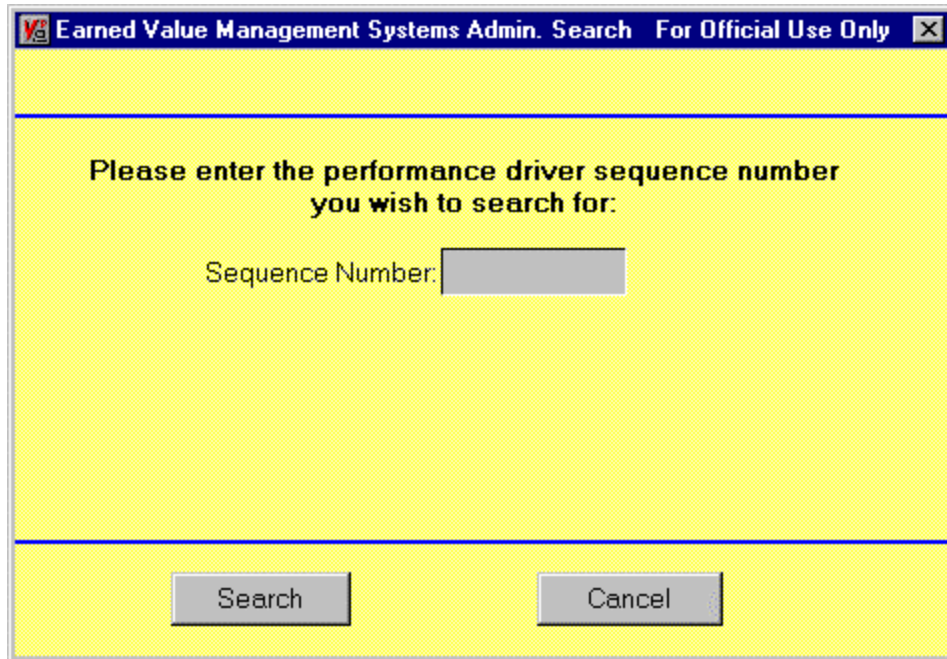 Earned Value Management Systems Admin. Search For Official Use Only
Please enter the performance driver sequence number
you wish to search for:
Sequence Number:
Search Cancel